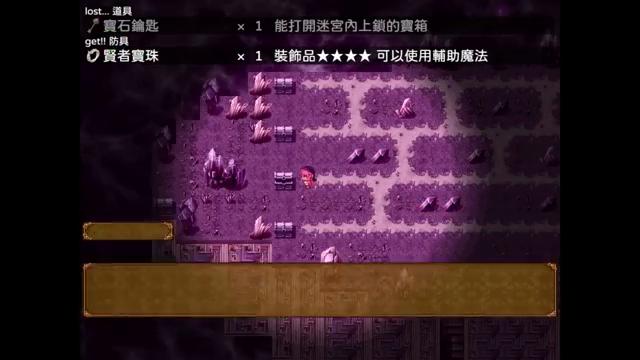 lost... 道具
寶石鑰匙 × 1 能打開迷宮內上鎖的寶箱
get!! 防具
賢者寶珠 × 1 裝飾品★★★★ 可以使用輔助魔法